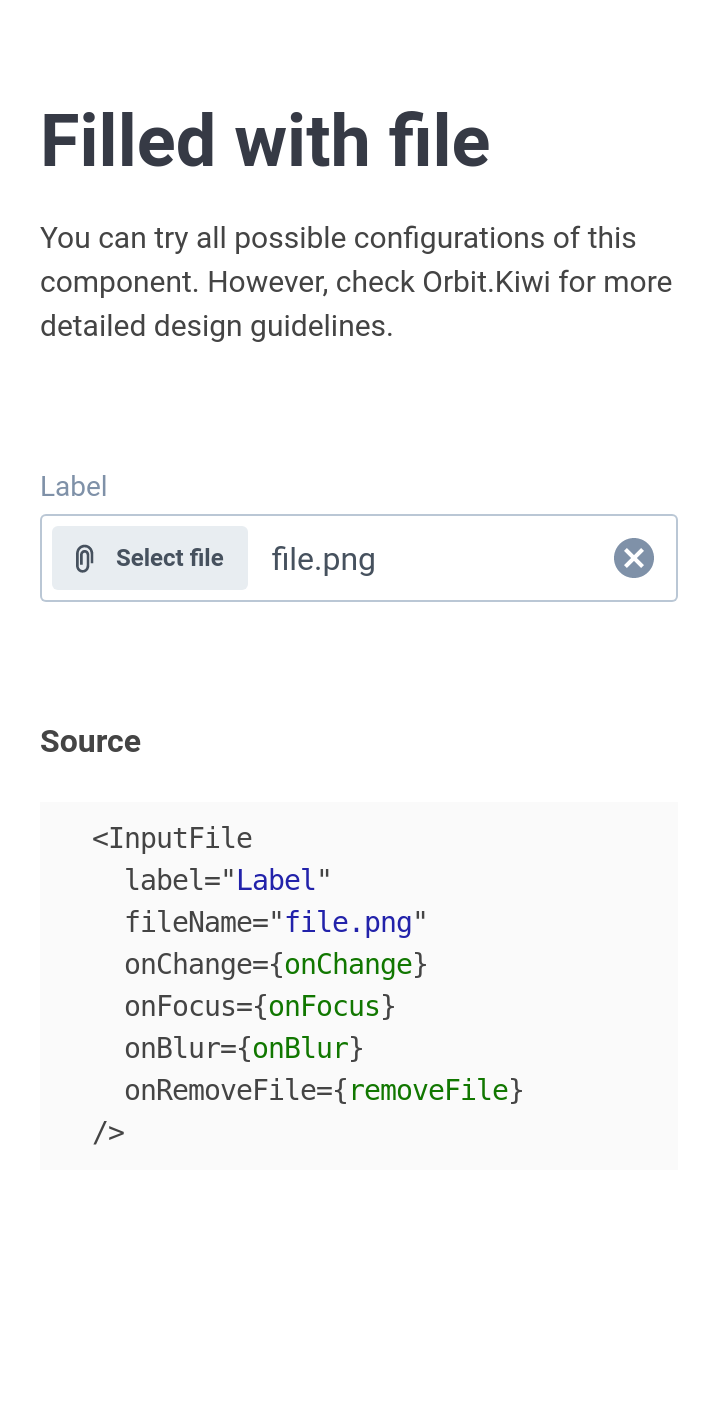 Filled with file
You can try all possible configurations of this
component. However, check Orbit.Kiwi for more
detailed design guidelines.
Label
Select file file.png
Source
<InputFile
  label="Label"
  fileName="file.png"
  onChange={onChange}
  onFocus={onFocus}
  onBlur={onBlur}
  onRemoveFile={removeFile}
/>